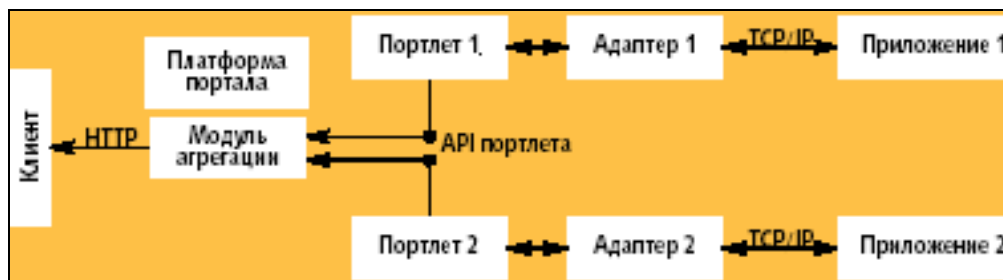 Портлет 1
Адаптер 1
TCP/IP
Приложение 1
Платформа
портала
Клиент
HTTP
Модуль
агрегации
API портлета
Портлет 2
Адаптер 2
TCP/IP
Приложение 2